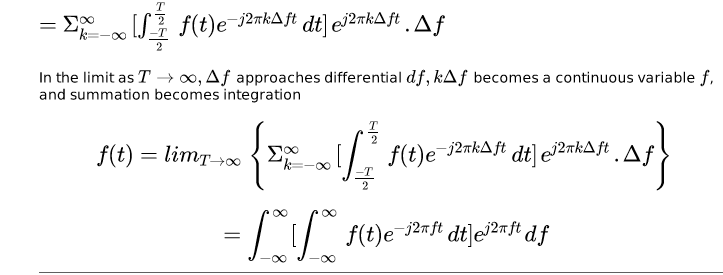 = Σ_{k=−∞}^{∞} [∫_{−T/2}^{T/2} f(t)e^{−j2πkΔft} dt] e^{j2πkΔft} . Δf
In the limit as T → ∞, Δf approaches differential df, kΔf becomes a continuous variable f,
and summation becomes integration
f(t) = lim_{T→∞} {Σ_{k=−∞}^{∞} [∫_{−T/2}^{T/2} f(t)e^{−j2πkΔft} dt] e^{j2πkΔft} . Δf}
= ∫_{−∞}^{∞} [∫_{−∞}^{∞} f(t)e^{−j2πft} dt]e^{j2πft} df